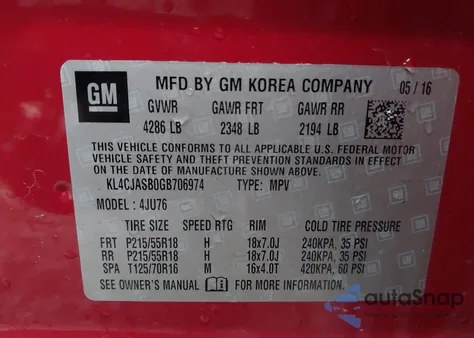 GM
MFD BY GM KOREA COMPANY
05 / 16
GVWR GAWR FRT GAWR RR
4286 LB 2348 LB 2194 LB
THIS VEHICLE CONFORMS TO ALL APPLICABLE U.S. FEDERAL MOTOR
VEHICLE SAFETY AND THEFT PREVENTION STANDARDS IN EFFECT
ON THE DATE OF MANUFACTURE SHOWN ABOVE.
KL4CJASB0GB706974 TYPE: MPV
MODEL : 4JU76
TIRE SIZE SPEED RTG RIM COLD TIRE PRESSURE
FRT P215/55R18 H 18x7.0J 240KPA, 35 PSI
RR P215/55R18 H 18x7.0J 240KPA, 35 PSI
SPA T125/70R16 M 16x4.0T 420KPA, 60 PSI
SEE OWNER'S MANUAL FOR MORE INFORMATION.
autoSnap